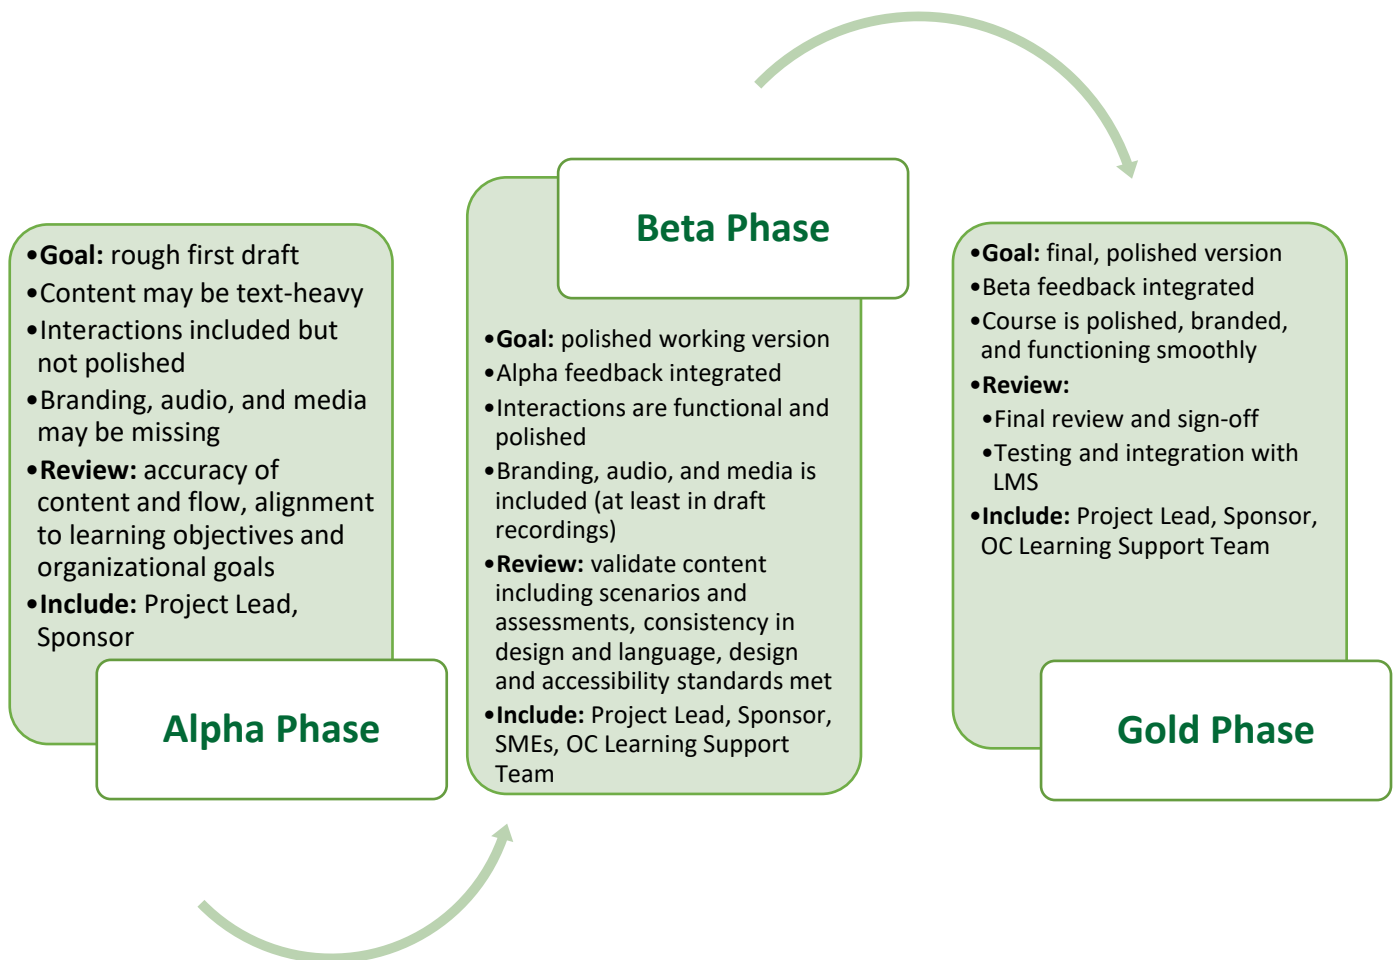 •Goal: rough first draft
•Content may be text-heavy
•Interactions included but
not polished
•Branding, audio, and media
may be missing
•Review: accuracy of
content and flow, alignment
to learning objectives and
organizational goals
•Include: Project Lead,
Sponsor
Alpha Phase
Beta Phase
•Goal: polished working version
•Alpha feedback integrated
•Interactions are functional and
polished
•Branding, audio, and media is
included (at least in draft
recordings)
•Review: validate content
including scenarios and
assessments, consistency in
design and language, design
and accessibility standards met
•Include: Project Lead, Sponsor,
SMEs, OC Learning Support
Team
•Goal: final, polished version
•Beta feedback integrated
•Course is polished, branded,
and functioning smoothly
•Review:
•Final review and sign-off
•Testing and integration with
LMS
•Include: Project Lead, Sponsor,
OC Learning Support Team
Gold Phase